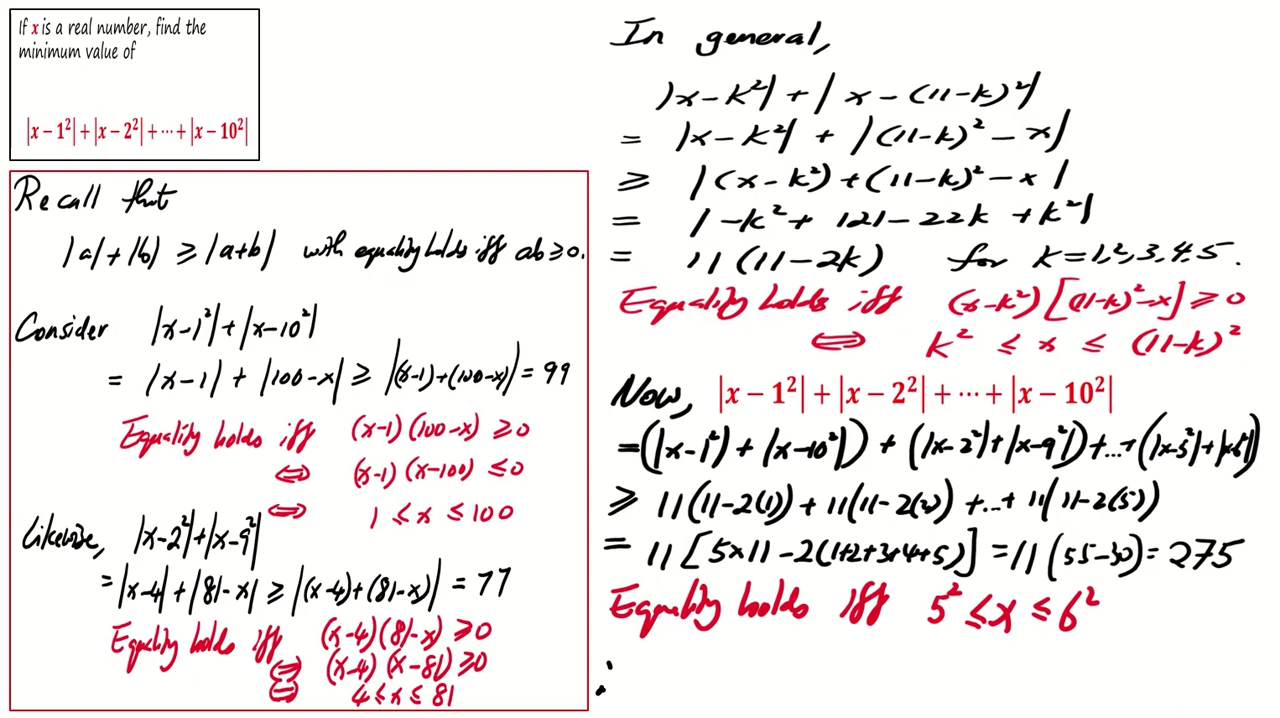 If x is a real number, find the
minimum value of
|x − 1²| + |x − 2²| + ⋯ + |x − 10²|
Recall that
|a| + |b| ≥ |a+b| with equality holds iff ab ≥ 0.
Consider |x−1²| + |x−10²|
= |x−1| + |100−x| ≥ |(x−1)+(100−x)| = 99
Equality holds iff (x−1)(100−x) ≥ 0
⇔ (x−1)(x−100) ≤ 0
⇔ 1 ≤ x ≤ 100
Likewise, |x−2²| + |x−9²|
= |x−4| + |81−x| ≥ |(x−4)+(81−x)| = 77
Equality holds iff (x−4)(81−x) ≥ 0
⇔ (x−4)(x−81) ≥ 0
⇔ 4 ≤ x ≤ 81
In general,
|x−k²| + |x−(11−k)²|
= |x−k²| + |(11−k)²−x|
≥ |(x−k²)+(11−k)²−x|
= |−k²+121−22k+k²|
= 11(11−2k) for k=1,2,3,4,5.
Equality holds iff (x−k²)[(11−k)²−x] ≥ 0
⇔ k² ≤ x ≤ (11−k)²
Now, |x − 1²| + |x − 2²| + ⋯ + |x − 10²|
=(|x−1²|+|x−10²|)+(|x−2²|+|x−9²|)+...+(|x−5²|+|x−6²|)
≥ 11(11−2(1))+11(11−2(2))+...+11(11−2(5))
= 11[5×11−2(1+2+3+4+5)] = 11(55−30) = 275
Equality holds iff 5² ≤ x ≤ 6²